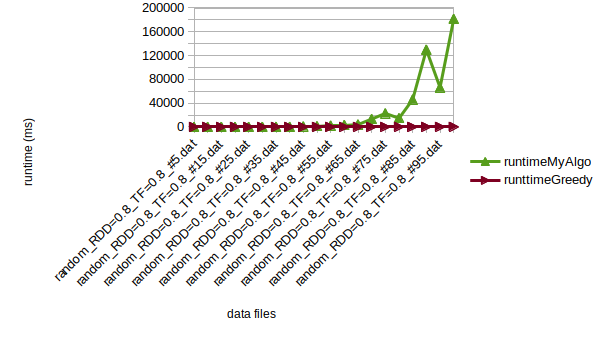 200000
160000
120000
80000
40000
0
runtime (ms)
random_RDD=0.8_TF=0.8_#5.dat
random_RDD=0.8_TF=0.8_#15.dat
random_RDD=0.8_TF=0.8_#25.dat
random_RDD=0.8_TF=0.8_#35.dat
random_RDD=0.8_TF=0.8_#45.dat
random_RDD=0.8_TF=0.8_#55.dat
random_RDD=0.8_TF=0.8_#65.dat
random_RDD=0.8_TF=0.8_#75.dat
random_RDD=0.8_TF=0.8_#85.dat
random_RDD=0.8_TF=0.8_#95.dat
runtimeMyAlgo
runttimeGreedy
data files